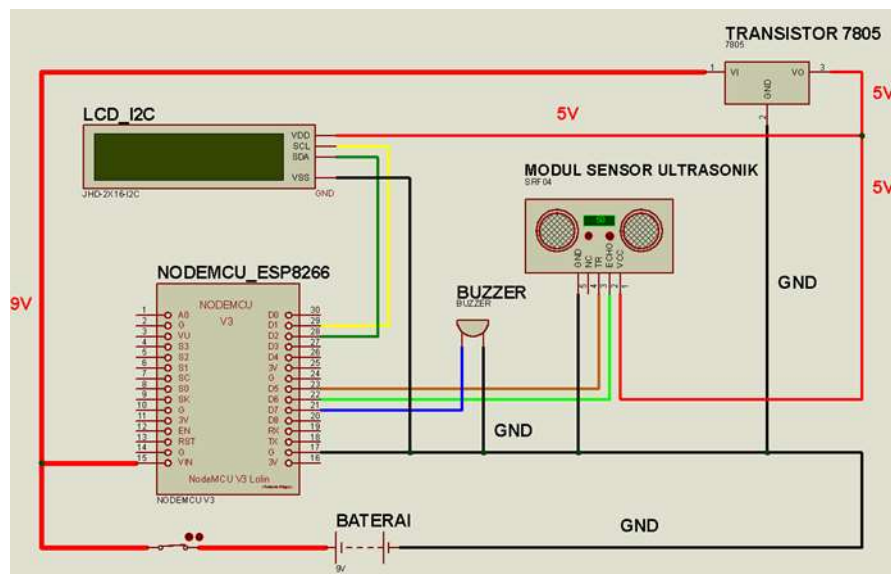 TRANSISTOR 7805
7805
1
VI
VO
3
GND
2
5V
5V
5V
LCD_I2C
VDD
SCL
SDA
VSS
JHD-2X16-I2C
GND
MODUL SENSOR ULTRASONIK
SRF04
GND
NC
TR
ECHO
VCC
5
4
3
2
1
GND
9V
NODEMCU_ESP8266
NODEMCU
V3
1 A0 D0 30
2 G D1 29
3 VU D2 28
4 S3 D3 27
5 S2 D4 26
6 S1 3V 25
7 SC G 24
8 S0 D5 23
9 SK D6 22
10 G D7 21
11 3V D8 20
12 EN RX 19
13 RST TX 18
14 G G 17
15 VIN 3V 16
NodeMCU V3 Lolin
NODEMCU V3
BUZZER
BUZZER
GND
BATERAI
9V
GND